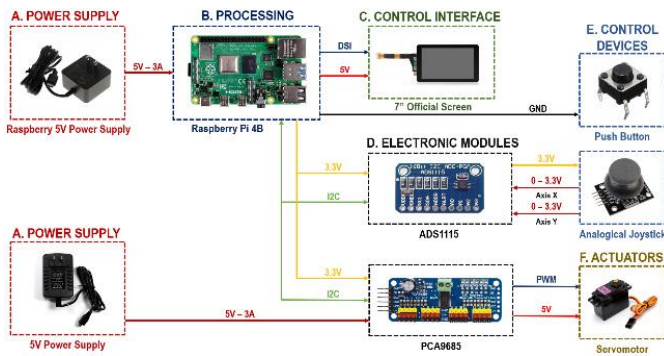 A. POWER SUPPLY
B. PROCESSING
C. CONTROL INTERFACE
E. CONTROL
DEVICES
5V – 3A
DSI
5V
GND
Raspberry 5V Power Supply
Raspberry Pi 4B
7" Official Screen
Push Button
D. ELECTRONIC MODULES
3.3V
I2C
ADS1115
3.3V
0 – 3.3V
Axis X
0 – 3.3V
Axis Y
ADS1115
Analogical Joystick
A. POWER SUPPLY
F. ACTUATORS
3.3V
I2C
PWM
5V – 3A
5V
5V Power Supply
PCA9685
Servomotor